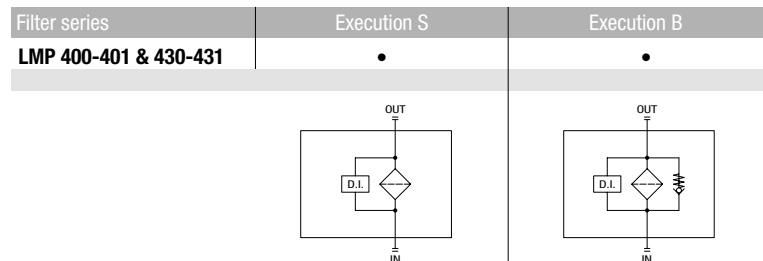 Filter series Execution S Execution B
LMP 400-401 & 430-431 • •
OUT OUT
D.I. D.I.
IN IN